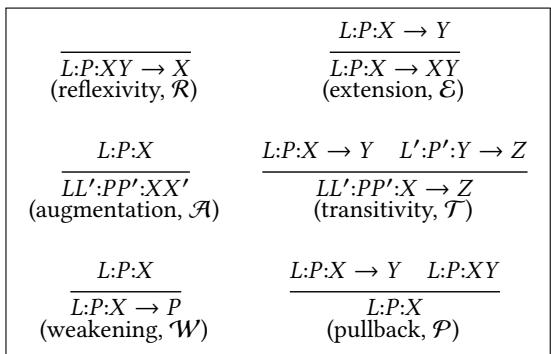 L:P:X → Y
L:P:XY → X
L:P:X → XY
(reflexivity, ℛ)
(extension, ℰ)
L:P:X
L:P:X → Y L′:P′:Y → Z
LL′:PP′:XX′
LL′:PP′:X → Z
(augmentation, 𝒜)
(transitivity, 𝒯)
L:P:X
L:P:X → Y L:P:XY
L:P:X → P
L:P:X
(weakening, 𝒲)
(pullback, 𝒫)